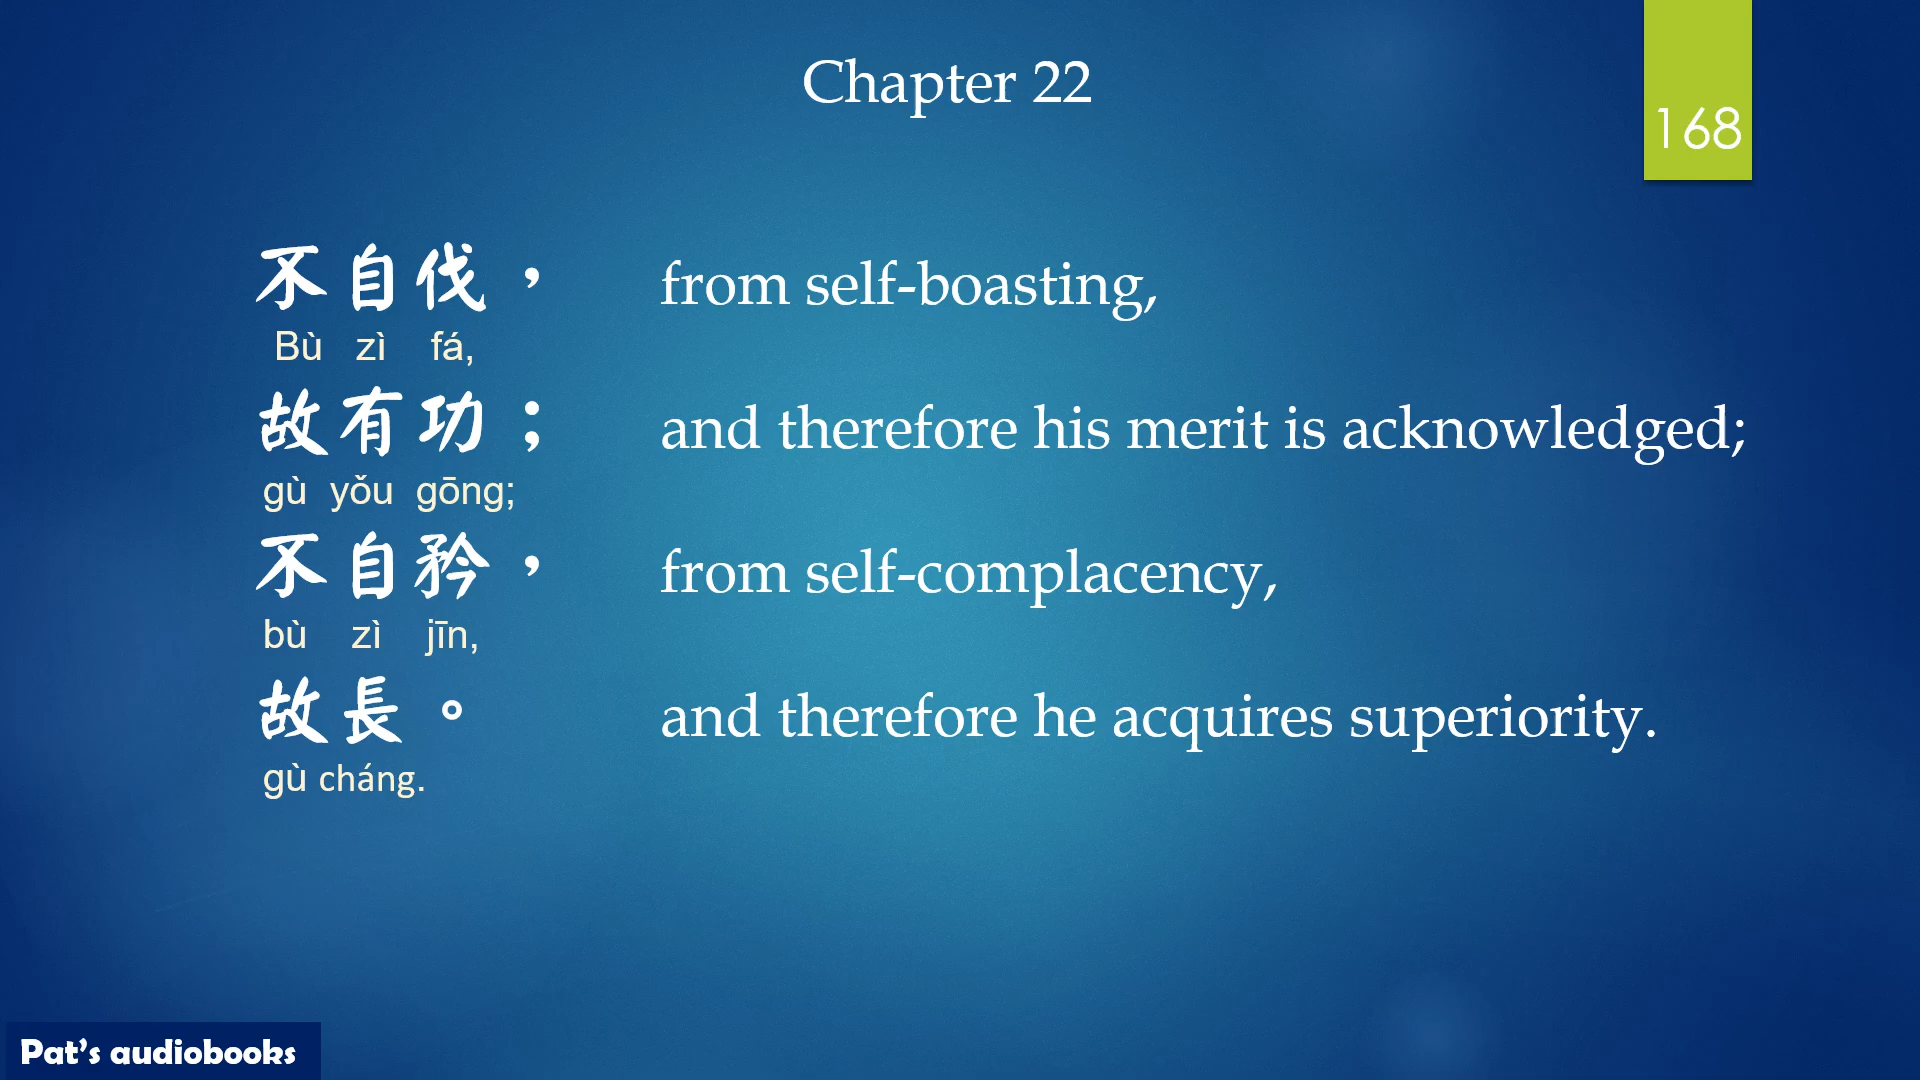 Chapter 22
168
不自伐， from self-boasting,
Bù zì fá,
故有功； and therefore his merit is acknowledged;
gù yǒu gōng;
不自矜， from self-complacency,
bù zì jīn,
故長。 and therefore he acquires superiority.
gù cháng.
Pat's audiobooks